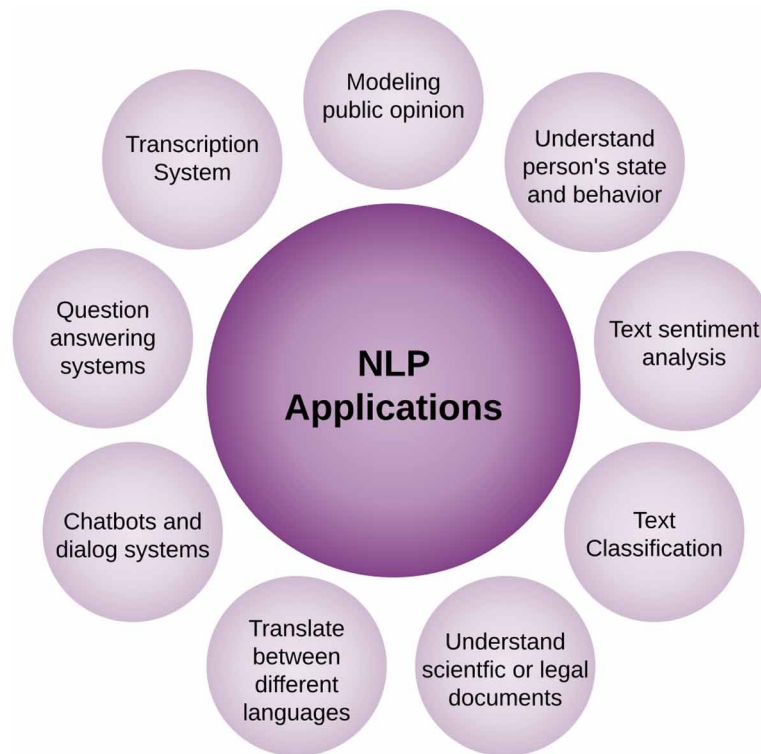 Modeling
public opinion
Understand
person's state
and behavior
Text sentiment
analysis
Text
Classification
Understand
scientfic or legal
documents
Translate
between
different
languages
Chatbots and
dialog systems
Question
answering
systems
Transcription
System
NLP
Applications